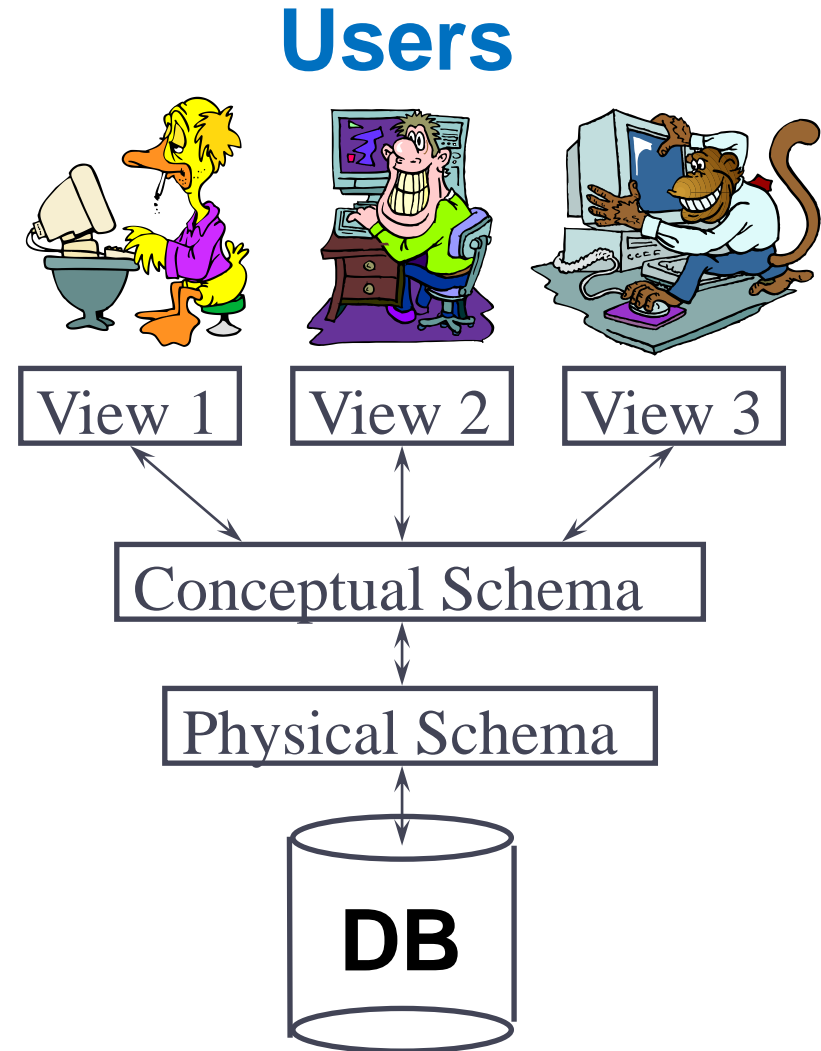 Users
View 1
View 2
View 3
Conceptual Schema
Physical Schema
DB